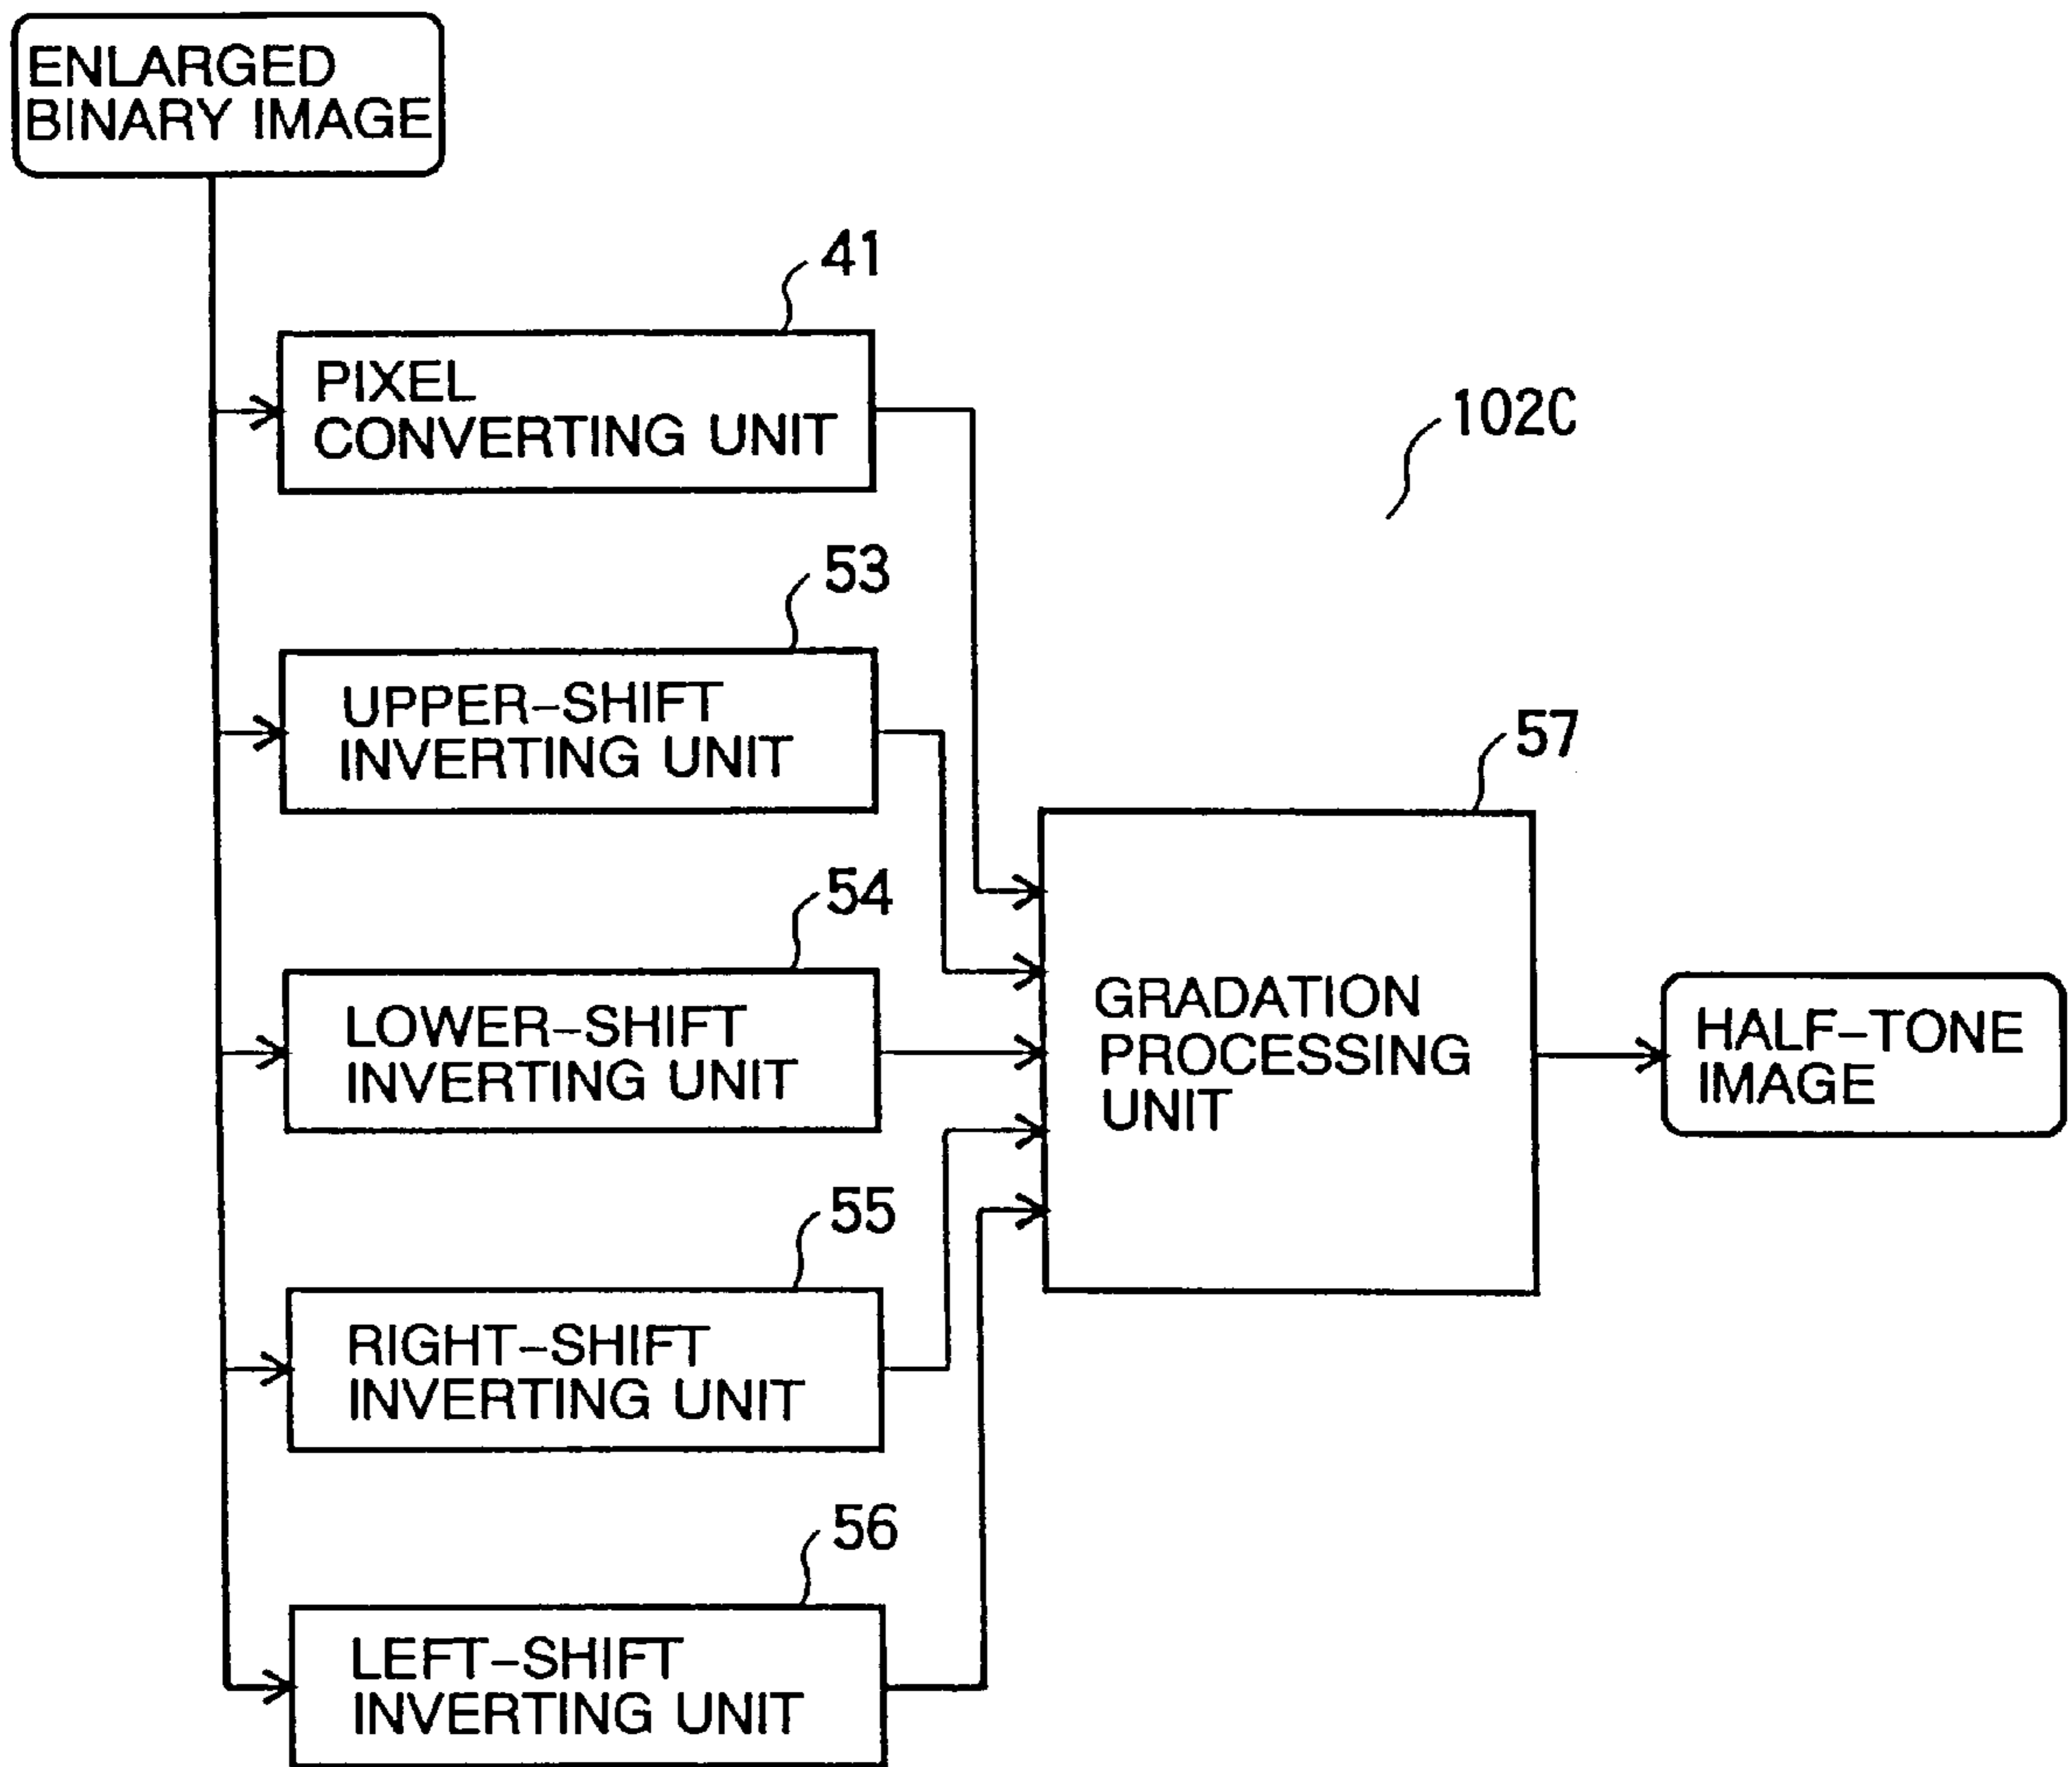 ENLARGED
BINARY IMAGE
41
PIXEL
CONVERTING UNIT
102C
53
UPPER-SHIFT
INVERTING UNIT
57
54
LOWER-SHIFT
INVERTING UNIT
GRADATION
PROCESSING
UNIT
HALF-TONE
IMAGE
55
RIGHT-SHIFT
INVERTING UNIT
56
LEFT-SHIFT
INVERTING UNIT